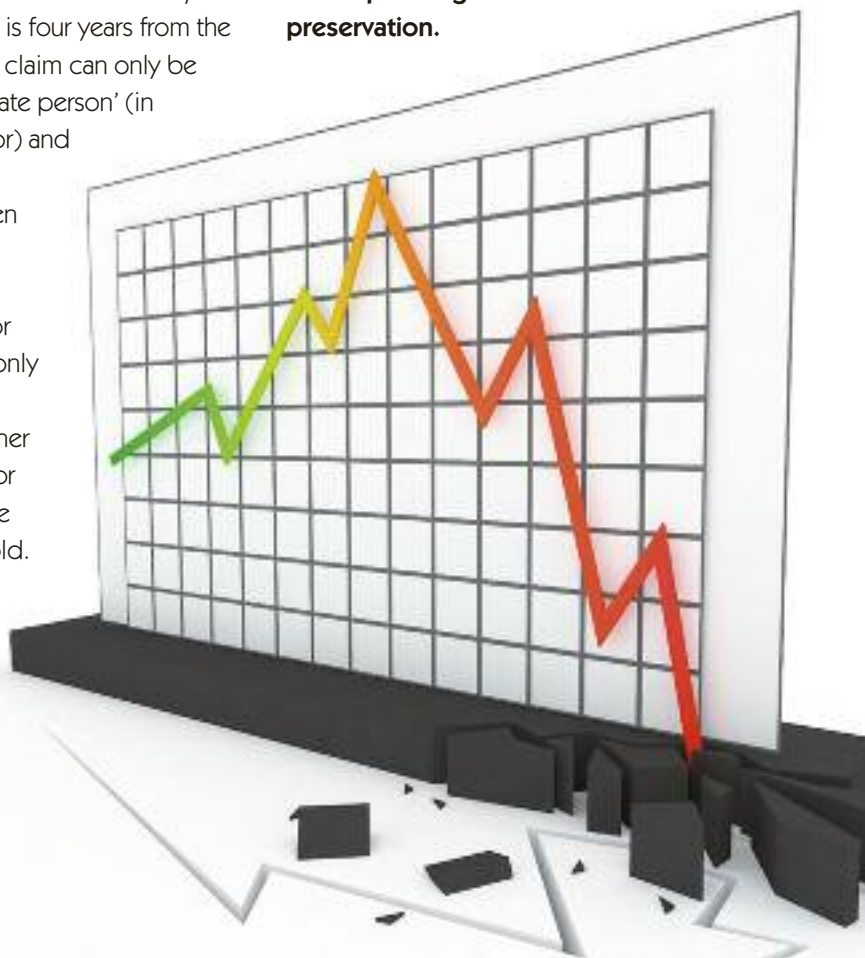 is four years from the
claim can only be
ate person’ (in
or) and
en
or
only
her
or
e
old.
preservation.